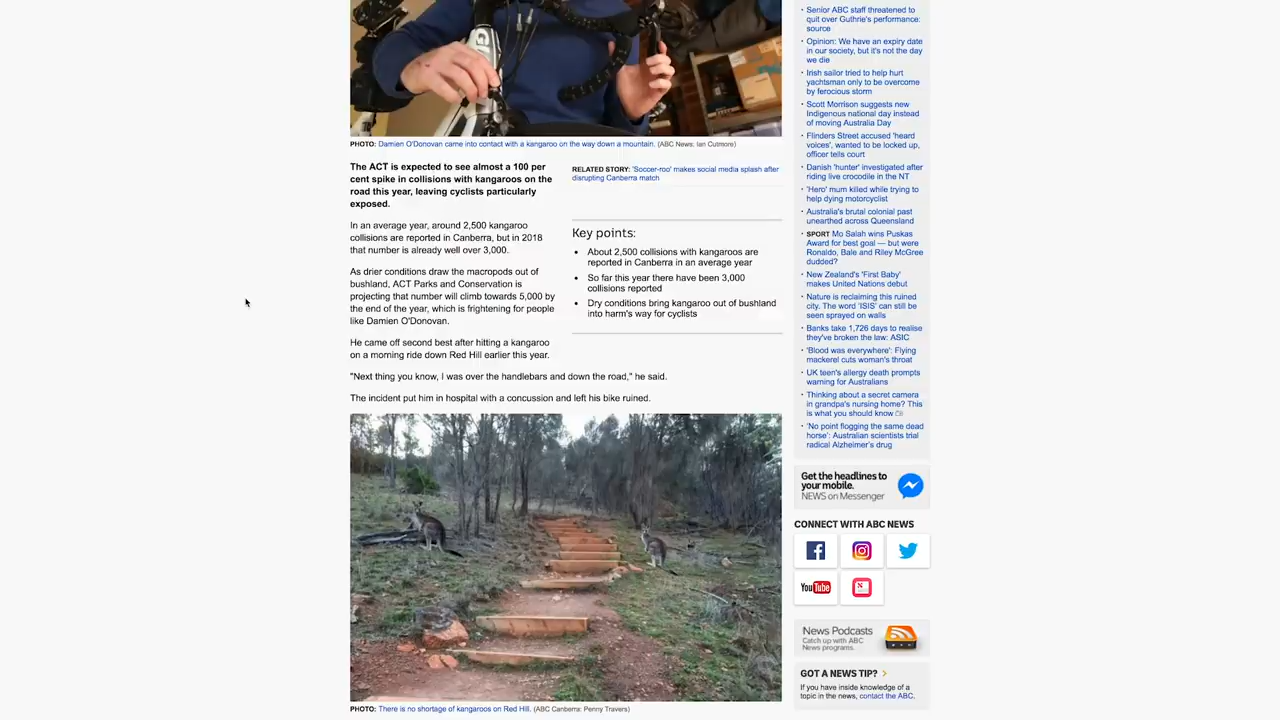 PHOTO: Damien O'Donovan came into contact with a kangaroo on the way down a mountain. (ABC News: Ian Cutmore)
The ACT is expected to see almost a 100 per
cent spike in collisions with kangaroos on the
road this year, leaving cyclists particularly
exposed.
In an average year, around 2,500 kangaroo
collisions are reported in Canberra, but in 2018
that number is already well over 3,000.
As drier conditions draw the macropods out of
bushland, ACT Parks and Conservation is
projecting that number will climb towards 5,000 by
the end of the year, which is frightening for people
like Damien O'Donovan.
He came off second best after hitting a kangaroo
on a morning ride down Red Hill earlier this year.
"Next thing you know, I was over the handlebars and down the road," he said.
The incident put him in hospital with a concussion and left his bike ruined.
PHOTO: There is no shortage of kangaroos on Red Hill. (ABC Canberra: Penny Travers)
RELATED STORY: 'Soccer-roo' makes social media splash after
disrupting Canberra match
Key points:
• About 2,500 collisions with kangaroos are
reported in Canberra in an average year
• So far this year there have been 3,000
collisions reported
• Dry conditions bring kangaroo out of bushland
into harm's way for cyclists
• Senior ABC staff threatened to
quit over Guthrie's performance:
source
• Opinion: We have an expiry date
in our society, but it's not the day
we die
• Irish sailor tried to help hurt
yachtsman only to be overcome
by ferocious storm
• Scott Morrison suggests new
Indigenous national day instead
of moving Australia Day
• Flinders Street accused 'heard
voices', wanted to be locked up,
officer tells court
• Danish 'hunter' investigated after
riding live crocodile in the NT
• 'Hero' mum killed while trying to
help dying motorcyclist
• Australia's brutal colonial past
unearthed across Queensland
• SPORT Mo Salah wins Puskas
Award for best goal — but were
Ronaldo, Bale and Riley McGree
dudded?
• New Zealand's 'First Baby'
makes United Nations debut
• Nature is reclaiming this ruined
city. The word 'ISIS' can still be
seen sprayed on walls
• Banks take 1,726 days to realise
they've broken the law: ASIC
• 'Blood was everywhere': Flying
mackerel cuts woman's throat
• UK teen's allergy death prompts
warning for Australians
• Thinking about a secret camera
in grandpa's nursing home? This
is what you should know
• 'No point flogging the same dead
horse': Australian scientists trial
radical Alzheimer's drug
Get the headlines to
your mobile.
NEWS on Messenger
CONNECT WITH ABC NEWS
YouTube
News Podcasts
Catch up with ABC
News programs.
GOT A NEWS TIP? >
If you have inside knowledge of a
topic in the news, contact the ABC.